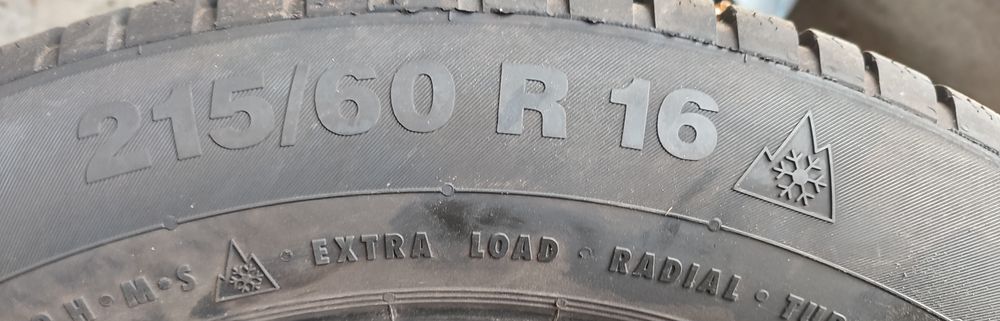 215/60 R 16
H•M•S EXTRA LOAD • RADIAL •